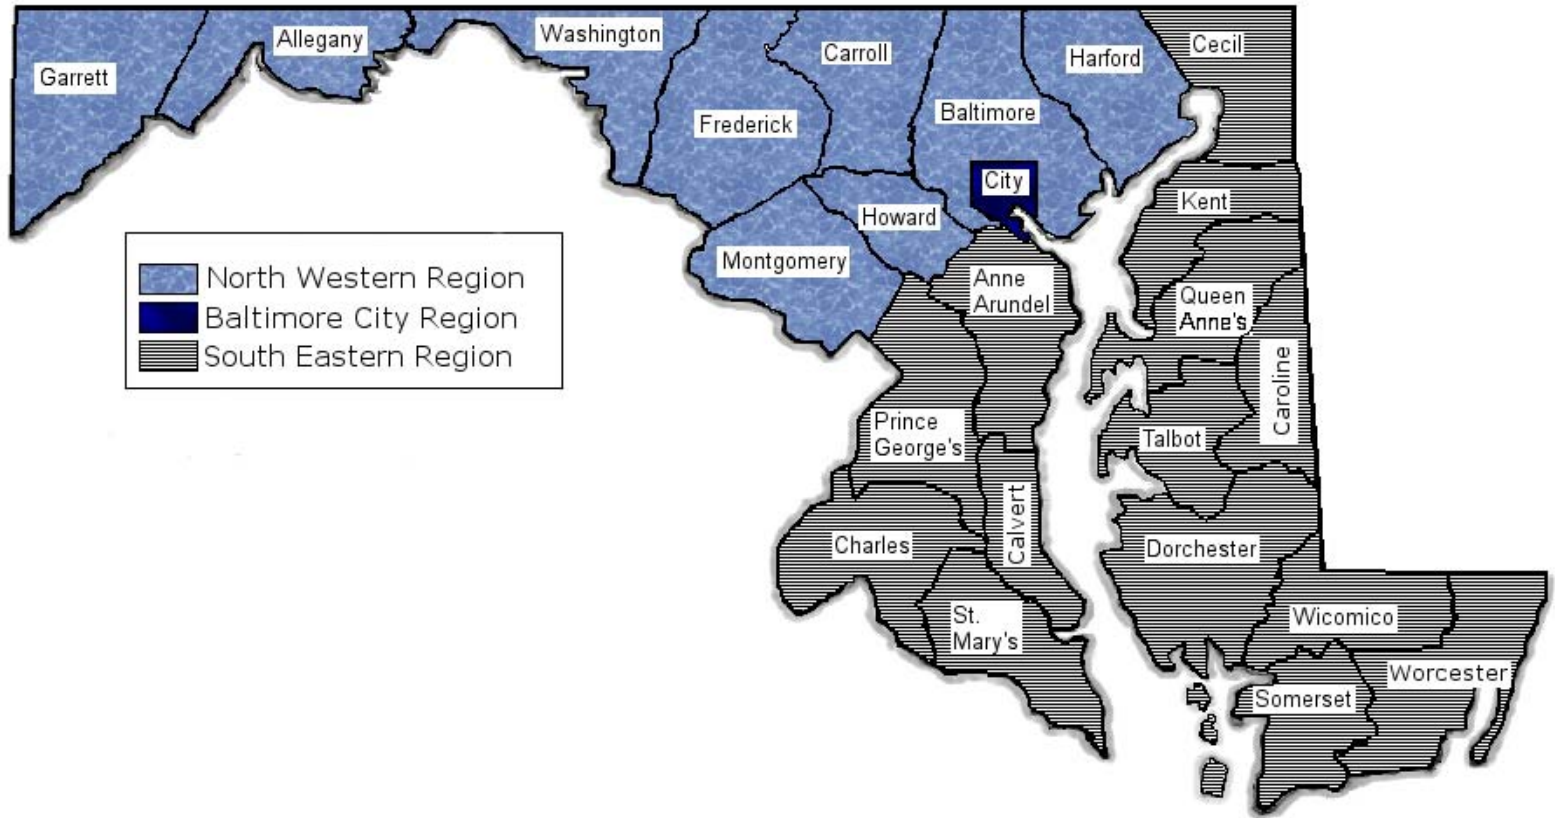 Garrett
Allegany
Washington
Frederick
Carroll
Baltimore
Harford
Cecil
City
Howard
Montgomery
Kent
Anne
Arundel
Queen
Anne's
Caroline
Prince
George's
Talbot
Calvert
Charles
Dorchester
St.
Mary's
Wicomico
Worcester
Somerset
North Western Region
Baltimore City Region
South Eastern Region